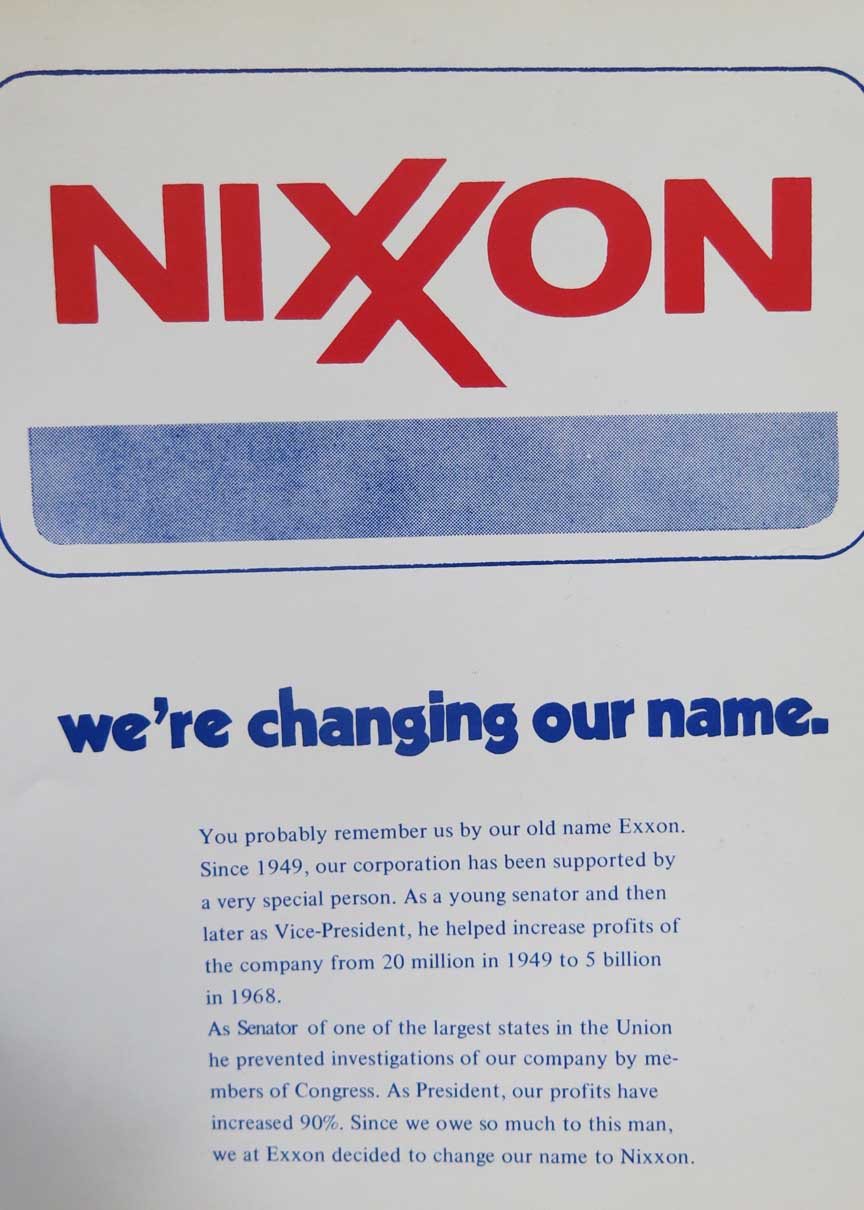 NIXXON
we're changing our name.
You probably remember us by our old name Exxon.
Since 1949, our corporation has been supported by
a very special person. As a young senator and then
later as Vice-President, he helped increase profits of
the company from 20 million in 1949 to 5 billion
in 1968.
As Senator of one of the largest states in the Union
he prevented investigations of our company by me-
mbers of Congress. As President, our profits have
increased 90%. Since we owe so much to this man,
we at Exxon decided to change our name to Nixxon.